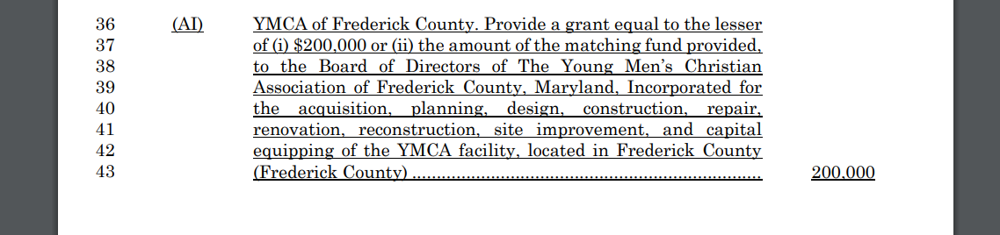 36 (AI) YMCA of Frederick County. Provide a grant equal to the lesser
37 of (i) $200,000 or (ii) the amount of the matching fund provided,
38 to the Board of Directors of The Young Men’s Christian
39 Association of Frederick County, Maryland, Incorporated for
40 the acquisition, planning, design, construction, repair,
41 renovation, reconstruction, site improvement, and capital
42 equipping of the YMCA facility, located in Frederick County
43 (Frederick County) ...................................................................... 200,000